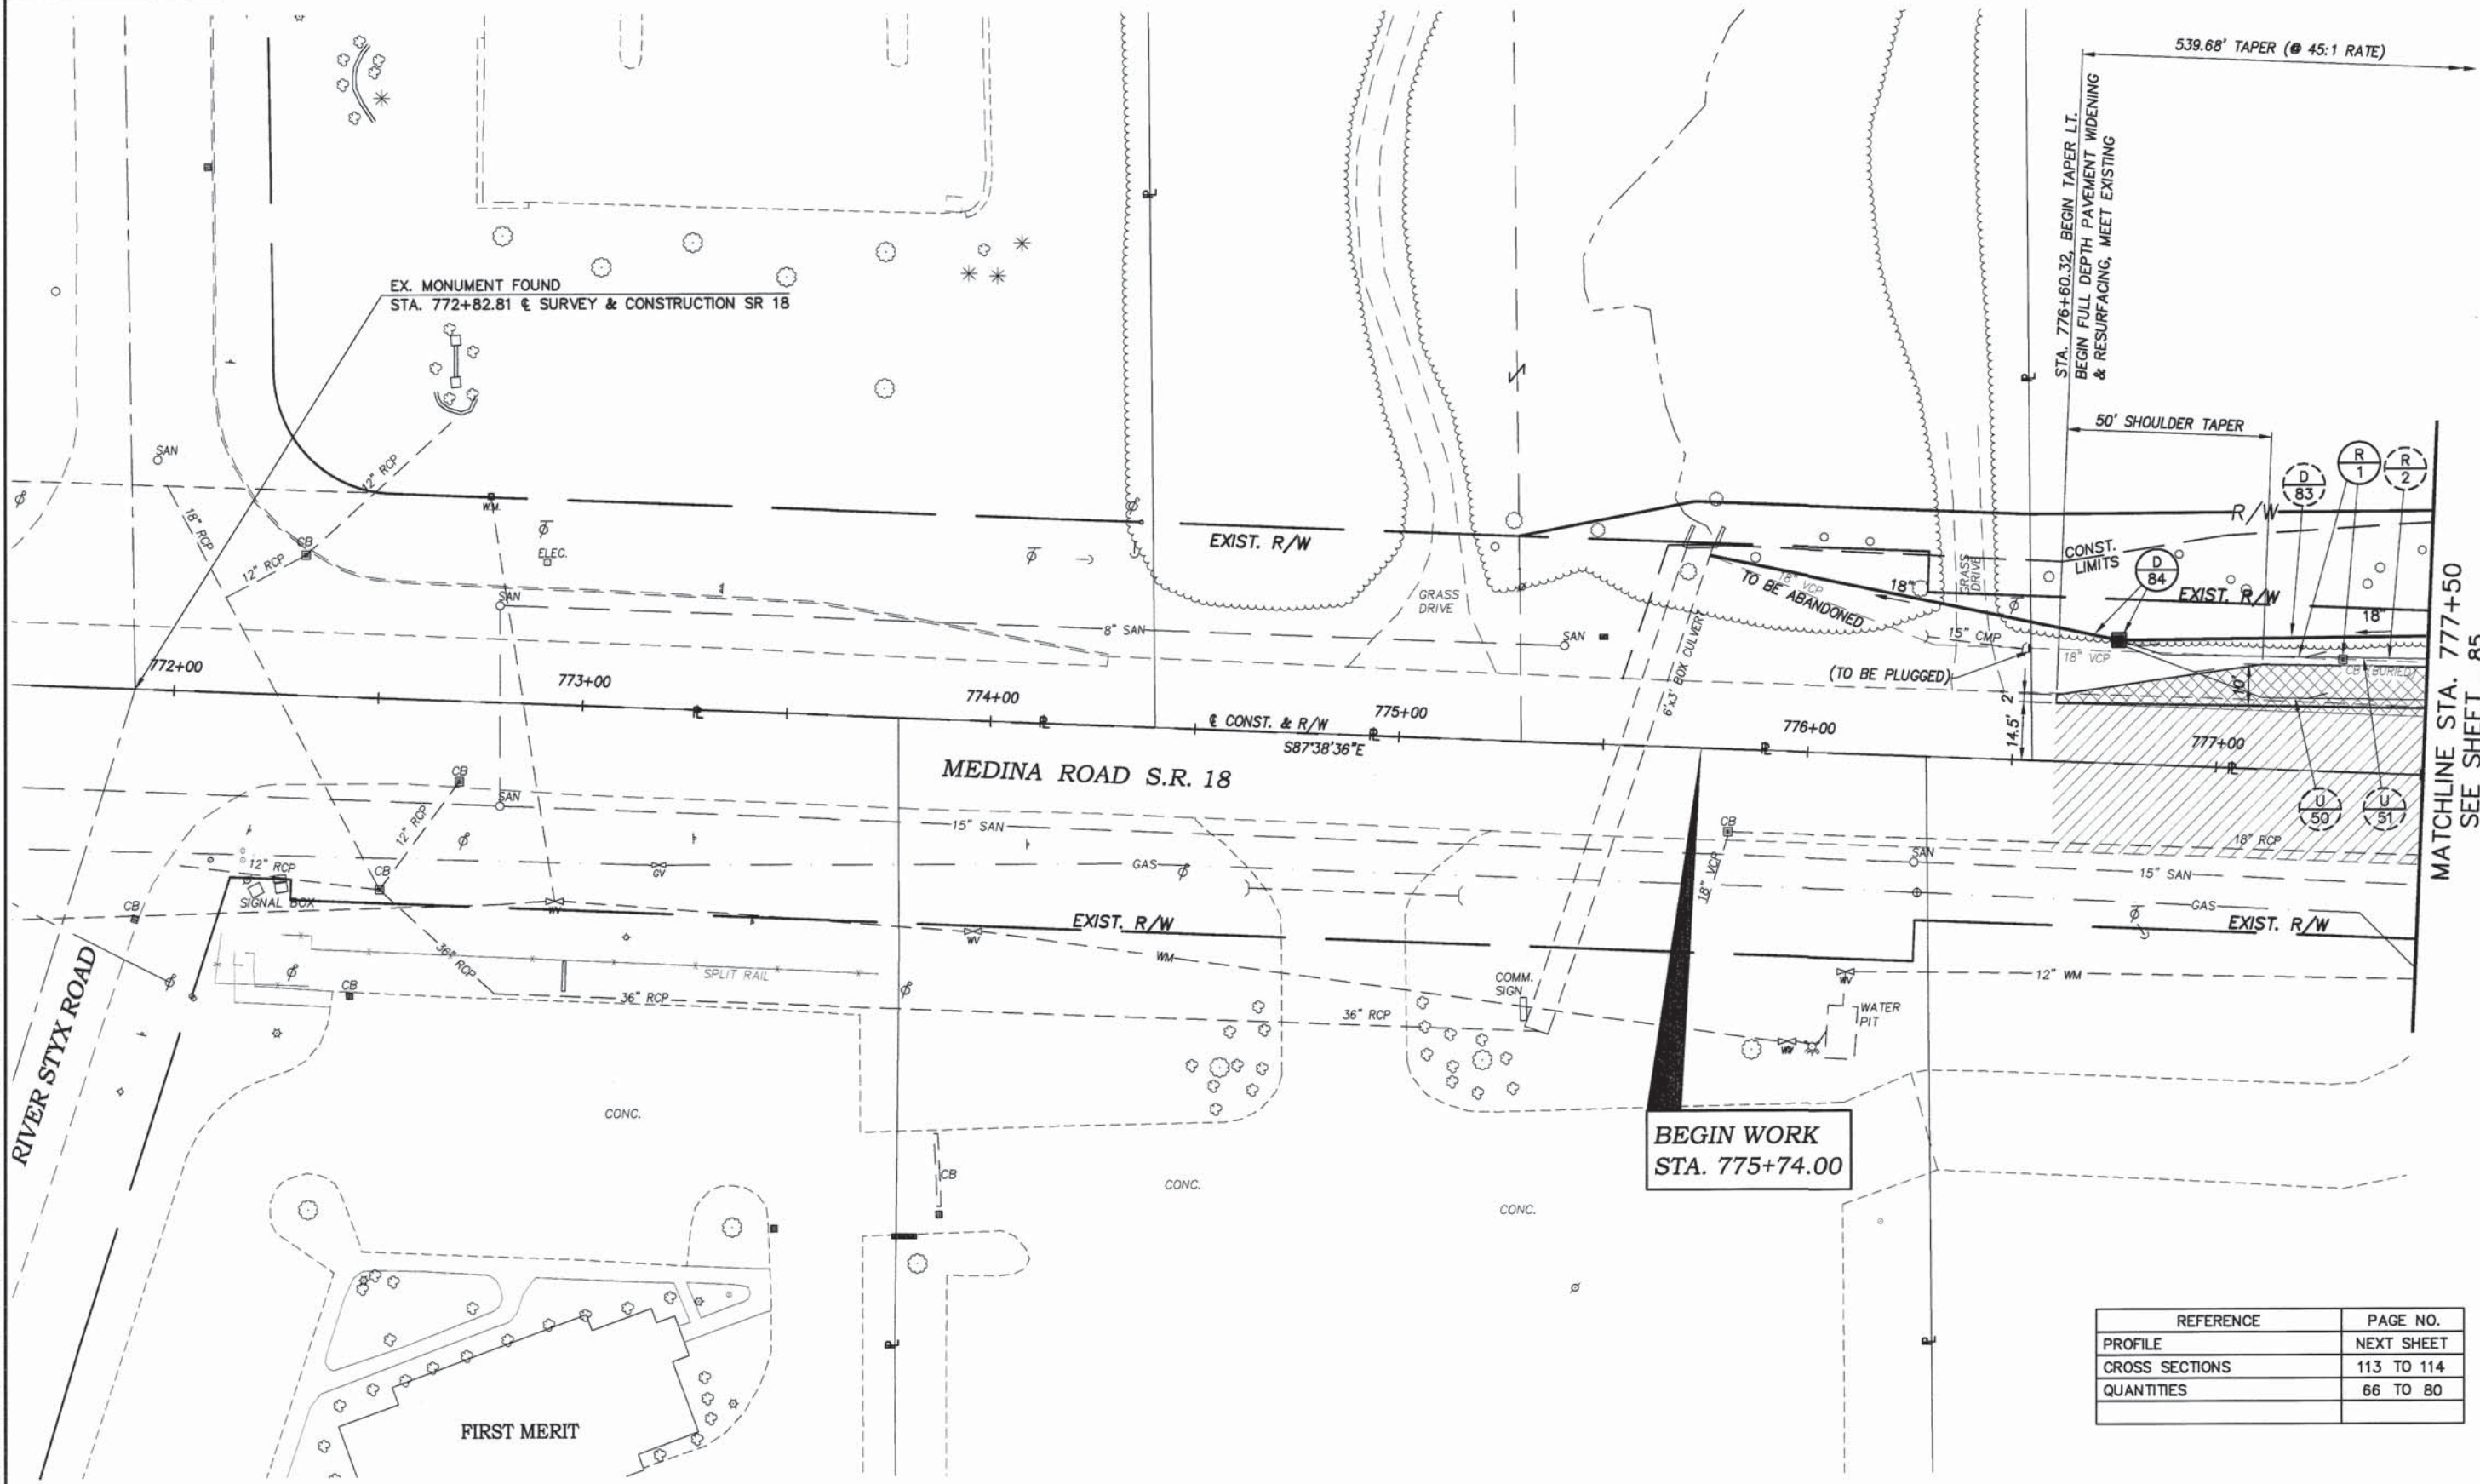 539.68' TAPER (@ 45:1 RATE)
STA. 776+60.32, BEGIN TAPER LT.
BEGIN FULL DEPTH PAVEMENT WIDENING
& RESURFACING, MEET EXISTING
EX. MONUMENT FOUND
STA. 772+82.81 ℄ SURVEY & CONSTRUCTION SR 18
50' SHOULDER TAPER
R
1
R
2
D
83
SAN
12" RCP
18" RCP
W.M.
CB
12" RCP
ELEC.
EXIST. R/W
R/W
CONST.
LIMITS
D
84
18" VCP
TO BE ABANDONED
18"
GRASS
DRIVE
EXIST. R/W
18"
SAN
GRASS
DRIVE
8" SAN
SAN
15" CMP
18" VCP
(TO BE PLUGGED)
CB (BURIED)
6'x3' BOX CULVERT
2'
10'
14.5'
772+00
773+00
774+00
775+00
776+00
777+00
℄ CONST. & R/W
S87°38'36"E
MEDINA ROAD S.R. 18
MATCHLINE STA. 777+50
SEE SHEET 85
U
50
U
51
CB
SAN
12" RCP
15" SAN
CB
18" RCP
12" RCP
GV
GAS
SAN
15" SAN
18" VCP
CB
CB
SIGNAL BOX
WV
GAS
EXIST. R/W
EXIST. R/W
WV
WM
36" RCP
SPLIT RAIL
CB
36" RCP
COMM.
SIGN
36" RCP
WV
12" WM
WATER
PIT
WV
RIVER STYX ROAD
CONC.
BEGIN WORK
STA. 775+74.00
CB
CONC.
CONC.
FIRST MERIT
REFERENCE PAGE NO.
PROFILE NEXT SHEET
CROSS SECTIONS 113 TO 114
QUANTITIES 66 TO 80